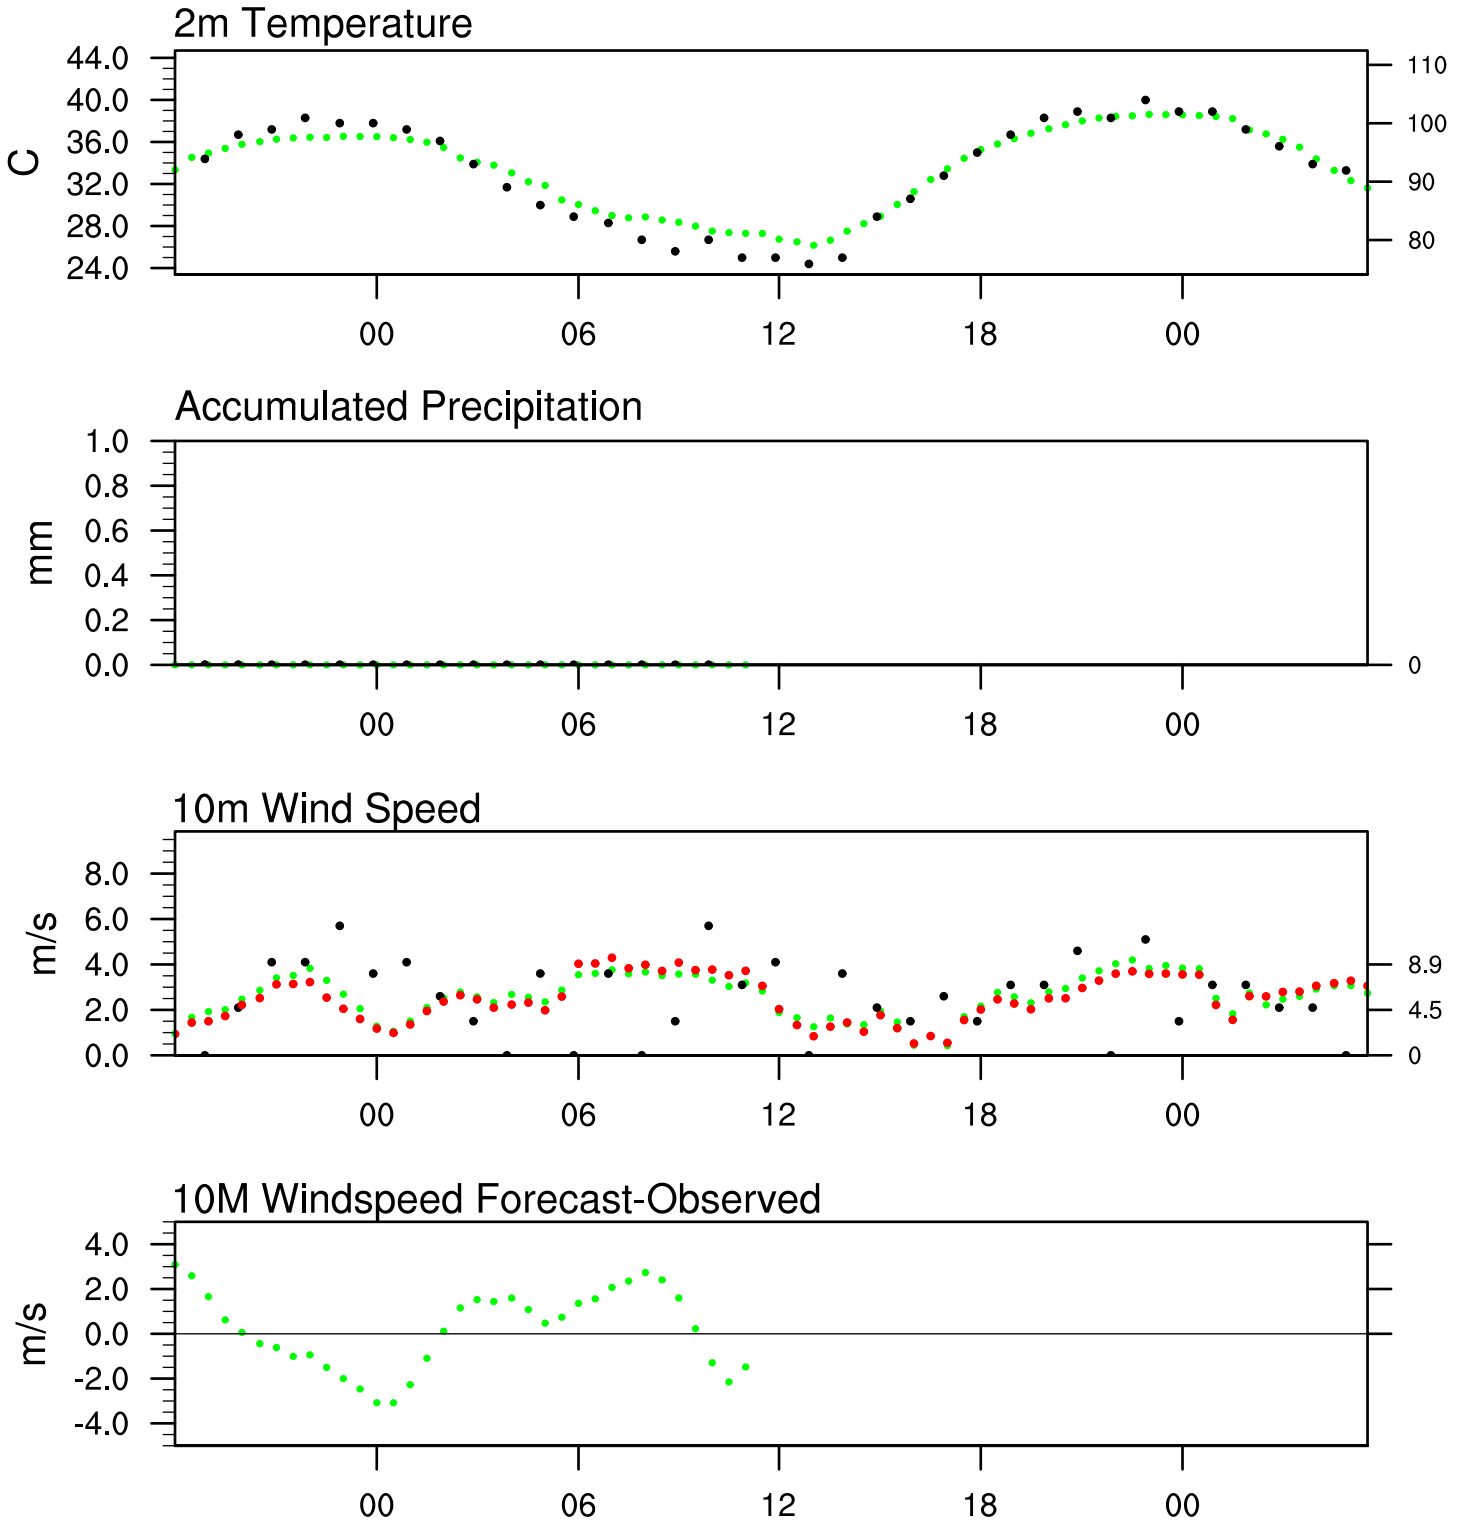 2m Temperature
44.0
40.0
36.0
32.0
28.0
24.0
C
110
100
90
80
00 06 12 18 00
Accumulated Precipitation
1.0
0.8
0.6
0.4
0.2
0.0
mm
0
00 06 12 18 00
10m Wind Speed
8.0
6.0
4.0
2.0
0.0
m/s
8.9
4.5
0
00 06 12 18 00
10M Windspeed Forecast-Observed
4.0
2.0
0.0
-2.0
-4.0
m/s
00 06 12 18 00